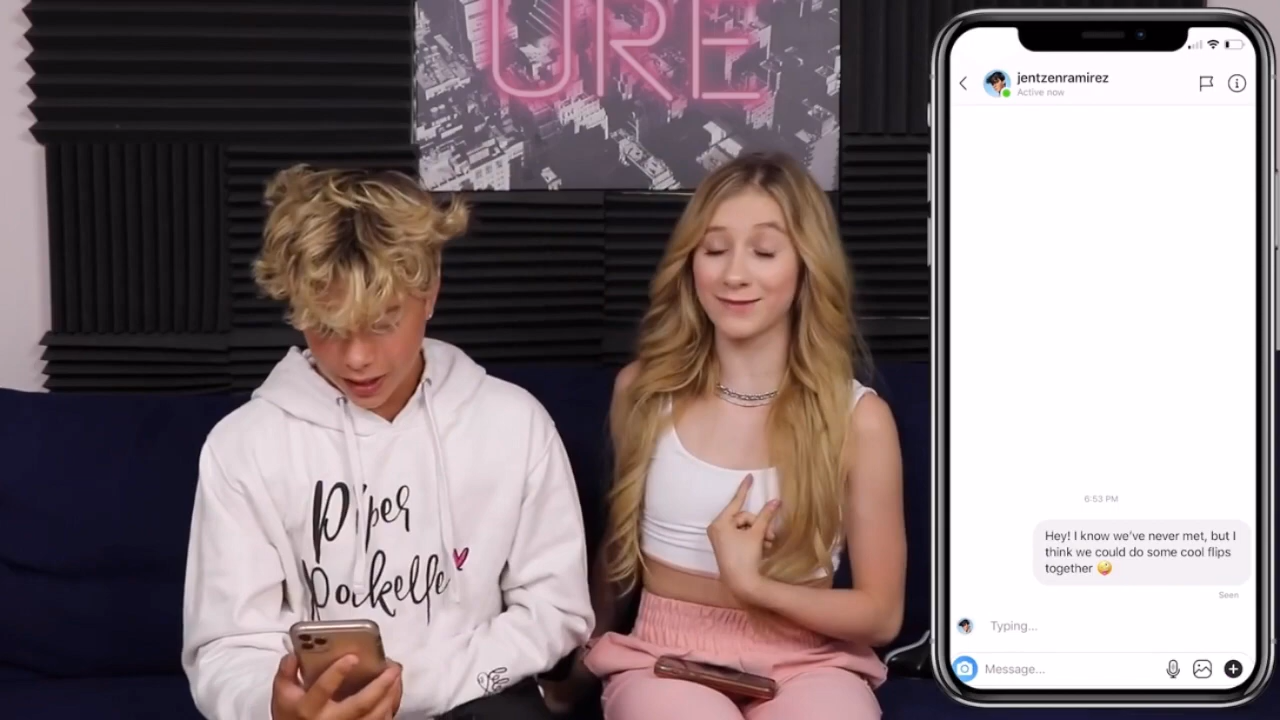 URE
Piper
Rockelle
jentzenramirez
Active now
6:53 PM
Hey! I know we've never met, but I
think we could do some cool flips
together 🤪
Seen
Typing...
Message...